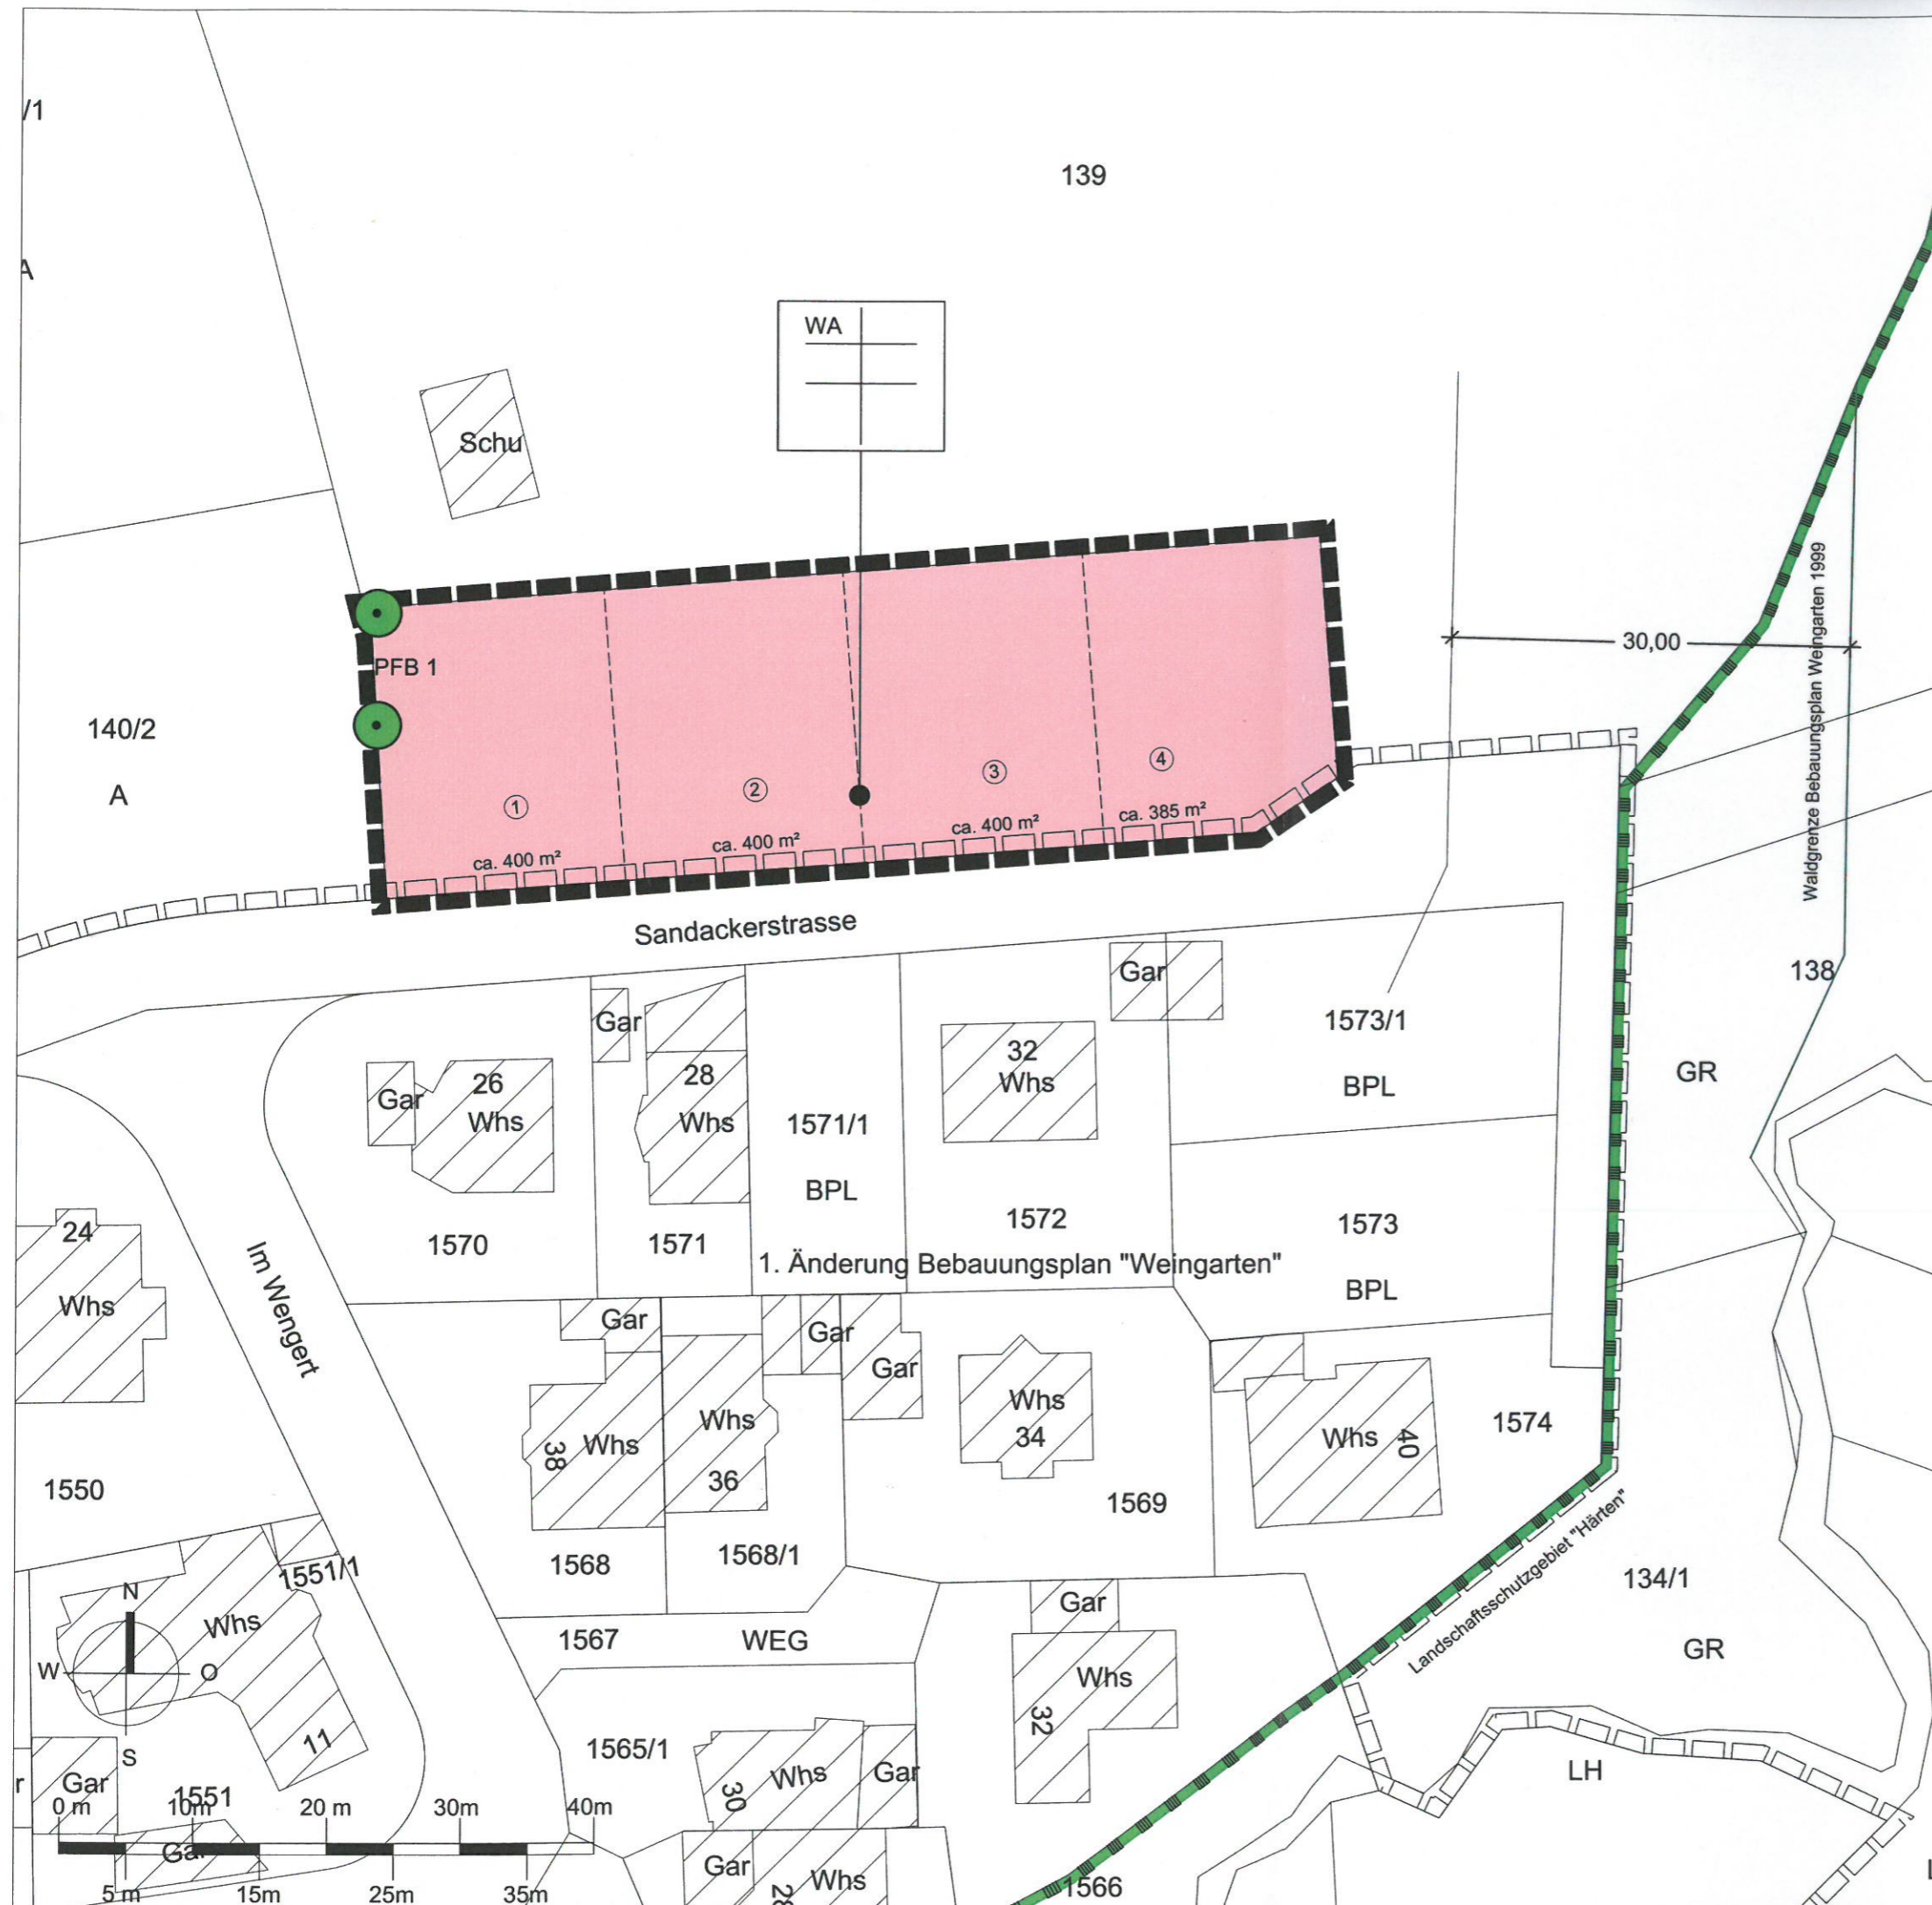 /1
139
A
WA
Schu
30,00
Waldgrenze Bebauungsplan Weingarten 1999
PFB 1
140/2
A
1
2
3
4
ca. 400 m²
ca. 400 m²
ca. 400 m²
ca. 385 m²
Sandackerstrasse
138
Gar
Gar
1573/1
32
Whs
GR
28
Whs
26
Whs
Gar
BPL
1571/1
BPL
24
Whs
1570
1571
1572
1573
1. Änderung Bebauungsplan "Weingarten"
BPL
Im Wengert
Gar
Gar
Gar
Whs
34
Whs
36
38
Whs
Whs
40
1574
1550
1569
Landschaftsschutzgebiet "Härten"
1568
1568/1
1551/1
134/1
N
W
O
S
Whs
11
Gar
1567
WEG
GR
Whs
32
1565/1
30
Whs
Gar
LH
r
Gar
1551
0 m
10m
20 m
30m
40m
Gar
5 m
15m
25m
35m
Gar
Whs
1566